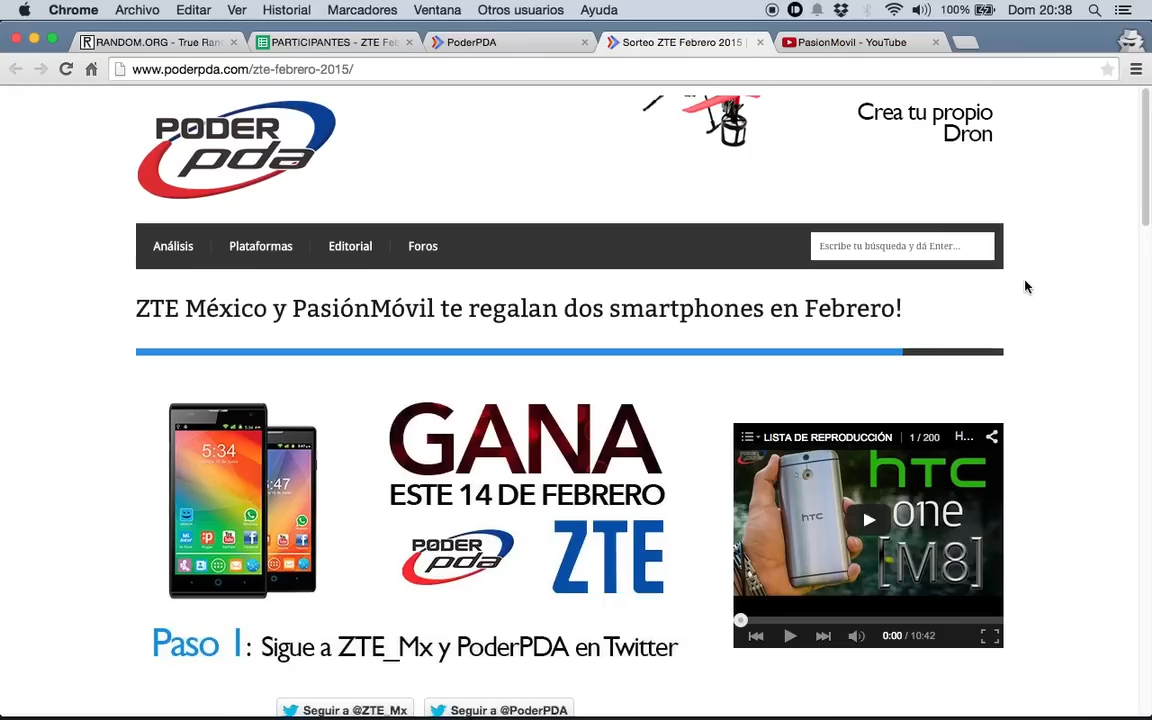 Chrome Archivo Editar Ver Historial Marcadores Ventana Otros usuarios Ayuda 100% Dom 20:38
RANDOM.ORG - True Ran
PARTICIPANTES - ZTE Feb
PoderPDA
Sorteo ZTE Febrero 2015 |
PasionMovil - YouTube
www.poderpda.com/zte-febrero-2015/
PODER
pda
Crea tu propio
Dron
Análisis Plataformas Editorial Foros Escribe tu búsqueda y dá Enter...
ZTE México y PasiónMóvil te regalan dos smartphones en Febrero!
5:34
:47
GANA
ESTE 14 DE FEBRERO
PODER
pda
ZTE
LISTA DE REPRODUCCIÓN 1 / 200 H...
hTC
one
[M8]
hTC
0:00 / 10:42
Paso 1: Sigue a ZTE_Mx y PoderPDA en Twitter
Seguir a @ZTE_Mx Seguir a @PoderPDA